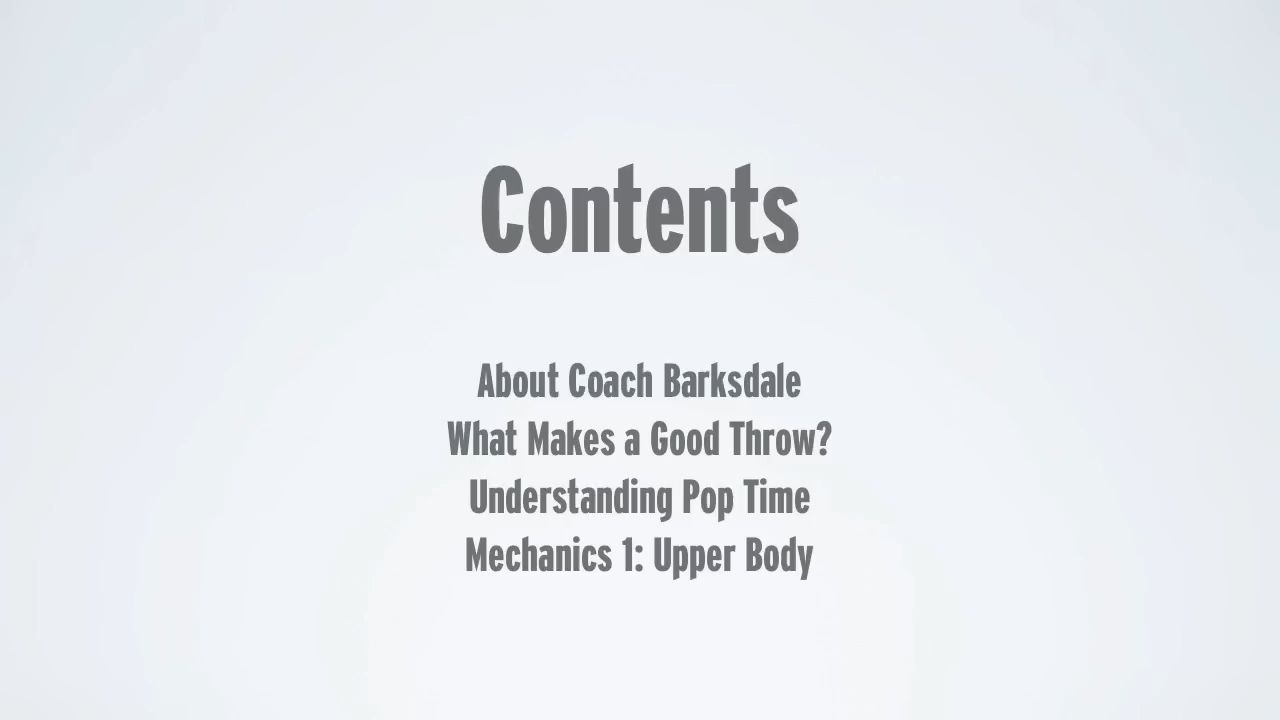 Contents
About Coach Barksdale
What Makes a Good Throw?
Understanding Pop Time
Mechanics 1: Upper Body